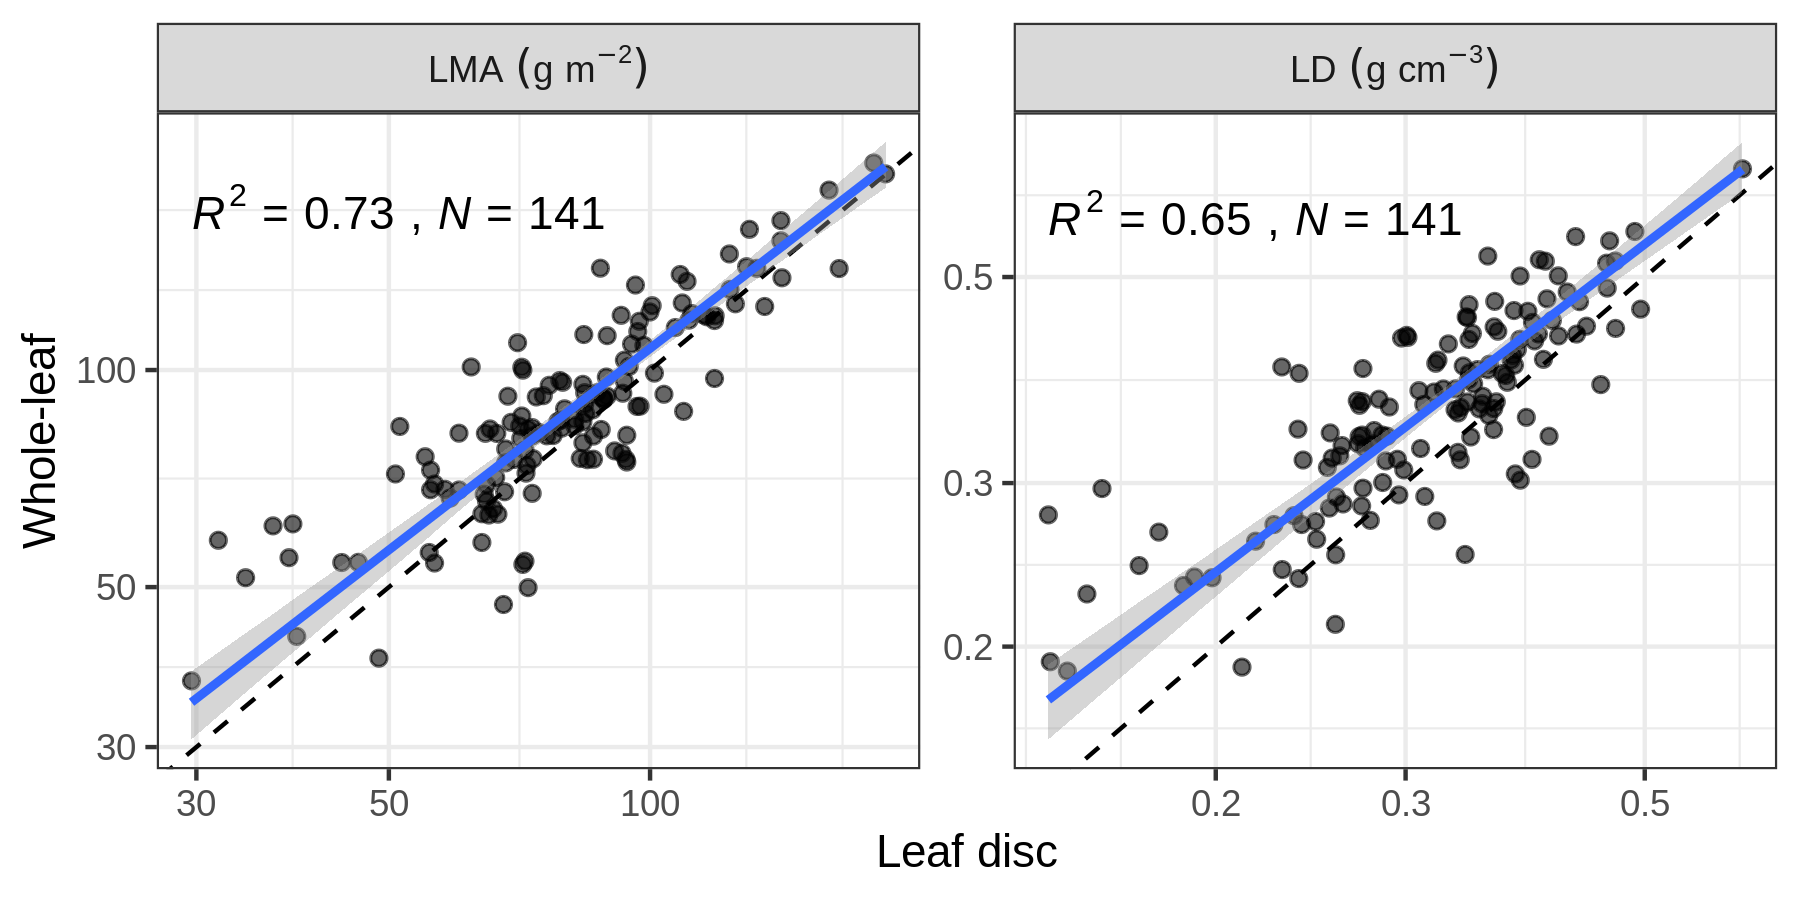 LMA (g m⁻²)
LD (g cm⁻³)
R² = 0.73 , N = 141
R² = 0.65 , N = 141
Whole-leaf
100
50
30
0.5
0.3
0.2
30 50 100
0.2 0.3 0.5
Leaf disc